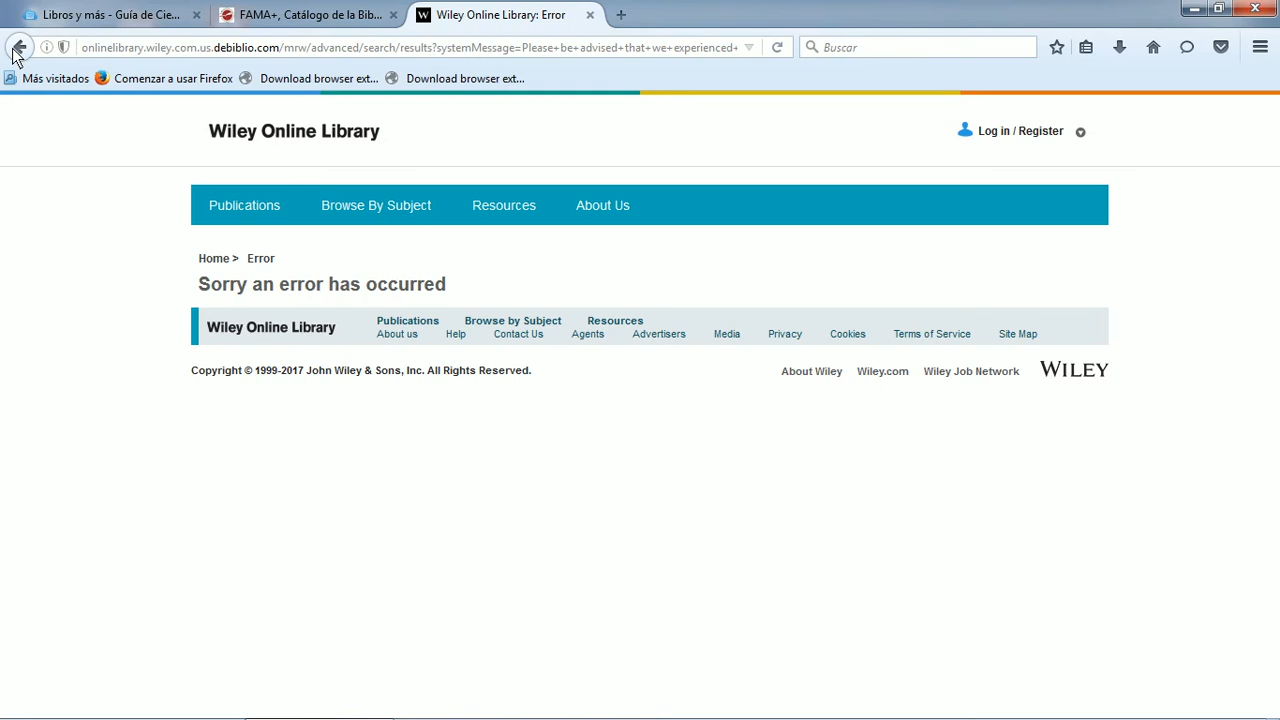 Libros y más - Guía de Cie... FAMA+, Catálogo de la Bib... W Wiley Online Library: Error
onlinelibrary.wiley.com.us.debiblio.com/mrw/advanced/search/results?systemMessage=Please+be+advised+that+we+experienced+ Buscar
Más visitados Comenzar a usar Firefox Download browser ext... Download browser ext...
Wiley Online Library Log in / Register
Publications Browse By Subject Resources About Us
Home > Error
Sorry an error has occurred
Wiley Online Library
Publications Browse by Subject Resources
About us Help Contact Us Agents Advertisers Media Privacy Cookies Terms of Service Site Map
Copyright © 1999-2017 John Wiley & Sons, Inc. All Rights Reserved. About Wiley Wiley.com Wiley Job Network WILEY